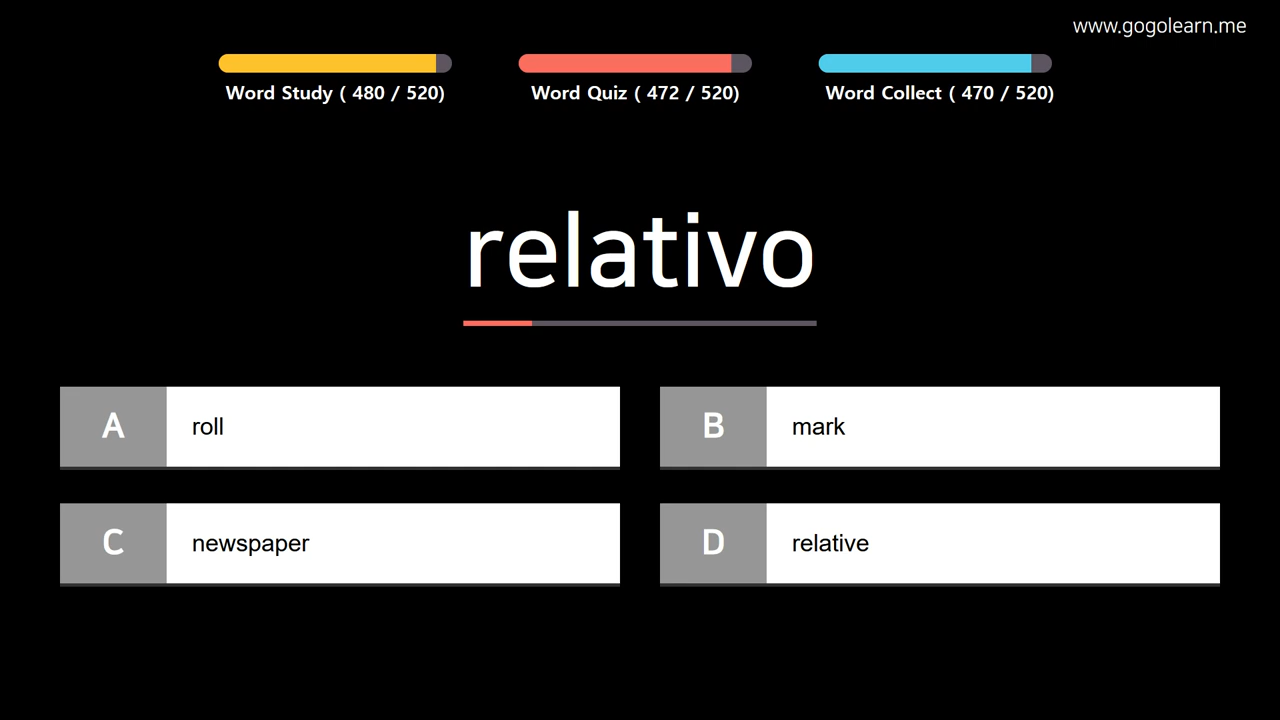 www.gogolearn.me
Word Study ( 480 / 520)
Word Quiz ( 472 / 520)
Word Collect ( 470 / 520)
relativo
A
roll
B
mark
C
newspaper
D
relative